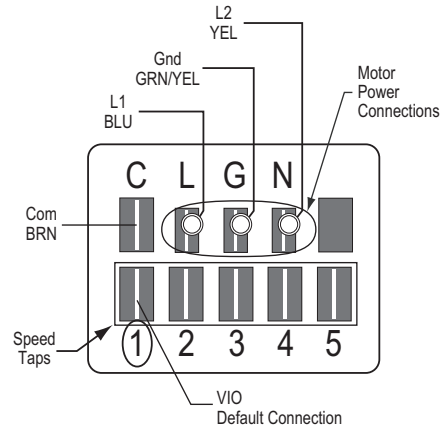 L2
YEL
Gnd
GRN/YEL
L1
BLU
Motor
Power
Connections
C L G N
Com
BRN
Speed
Taps
1 2 3 4 5
VIO
Default Connection